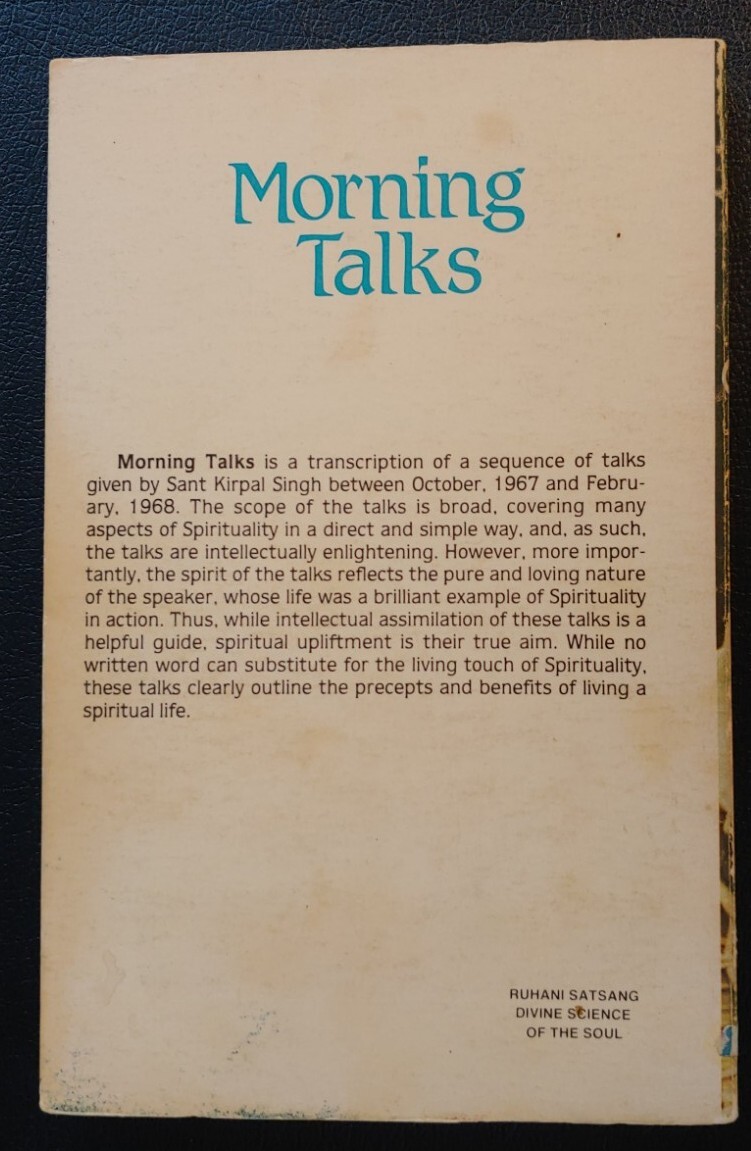 Morning
Talks
Morning Talks is a transcription of a sequence of talks
given by Sant Kirpal Singh between October, 1967 and Febru-
ary, 1968. The scope of the talks is broad, covering many
aspects of Spirituality in a direct and simple way, and, as such,
the talks are intellectually enlightening. However, more impor-
tantly, the spirit of the talks reflects the pure and loving nature
of the speaker, whose life was a brilliant example of Spirituality
in action. Thus, while intellectual assimilation of these talks is a
helpful guide, spiritual upliftment is their true aim. While no
written word can substitute for the living touch of Spirituality,
these talks clearly outline the precepts and benefits of living a
spiritual life.
RUHANI SATSANG
DIVINE SCIENCE
OF THE SOUL